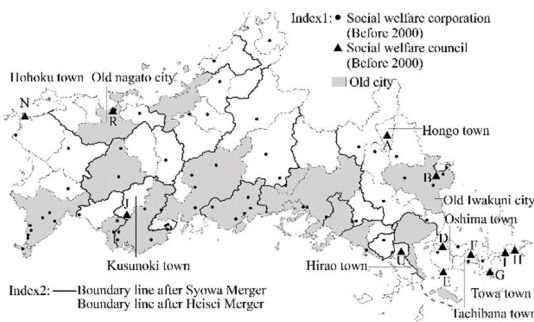 Index1: • Social welfare corporation
(Before 2000)
▲ Social welfare council
(Before 2000)
Old city
Hohoku town
Old nagato city
N
R
Hongo town
A
B
Old Iwakuni city
Oshima town
J
D
F
U
I
H
E
G
Kusunoki town
Hirao town
Towa town
Tachibana town
Index2: Boundary line after Syowa Merger
Boundary line after Heisei Merger